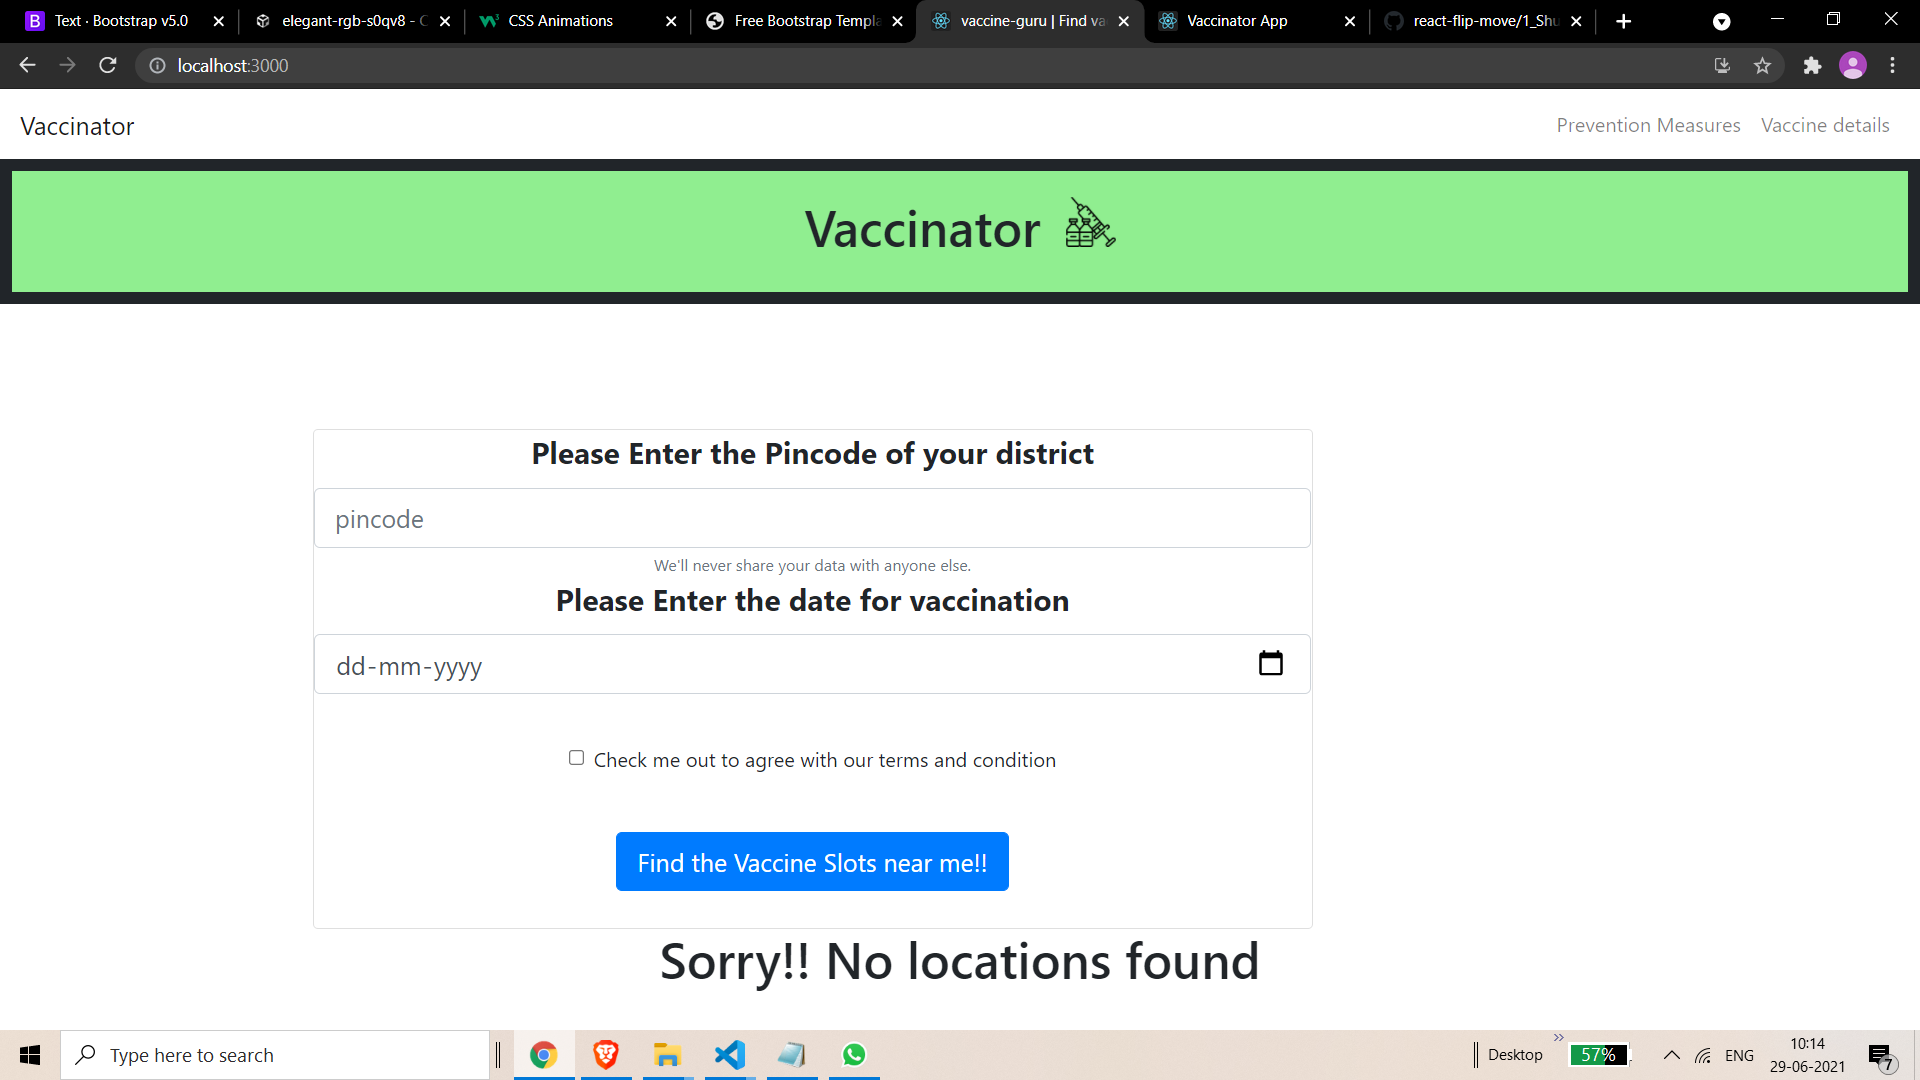 Text · Bootstrap v5.0
elegant-rgb-s0qv8 - C
CSS Animations
Free Bootstrap Templa
vaccine-guru | Find va
Vaccinator App
react-flip-move/1_Shu
localhost:3000
Vaccinator
Prevention Measures
Vaccine details
Vaccinator
Please Enter the Pincode of your district
pincode
We'll never share your data with anyone else.
Please Enter the date for vaccination
dd-mm-yyyy
Check me out to agree with our terms and condition
Find the Vaccine Slots near me!!
Sorry!! No locations found
Type here to search
Desktop
57%
ENG
10:14
29-06-2021
7